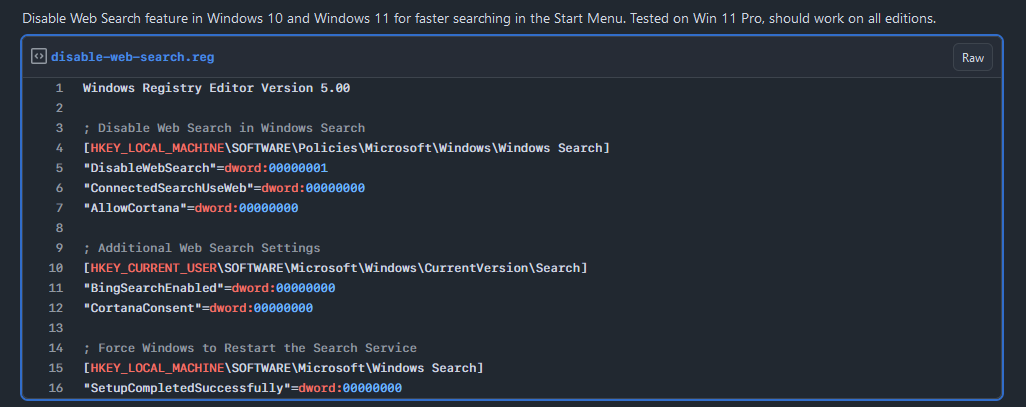 Disable Web Search feature in Windows 10 and Windows 11 for faster searching in the Start Menu. Tested on Win 11 Pro, should work on all editions.
disable-web-search.reg
Raw
1 Windows Registry Editor Version 5.00
2
3 ; Disable Web Search in Windows Search
4 [HKEY_LOCAL_MACHINE\SOFTWARE\Policies\Microsoft\Windows\Windows Search]
5 "DisableWebSearch"=dword:00000001
6 "ConnectedSearchUseWeb"=dword:00000000
7 "AllowCortana"=dword:00000000
8
9 ; Additional Web Search Settings
10 [HKEY_CURRENT_USER\SOFTWARE\Microsoft\Windows\CurrentVersion\Search]
11 "BingSearchEnabled"=dword:00000000
12 "CortanaConsent"=dword:00000000
13
14 ; Force Windows to Restart the Search Service
15 [HKEY_LOCAL_MACHINE\SOFTWARE\Microsoft\Windows Search]
16 "SetupCompletedSuccessfully"=dword:00000000